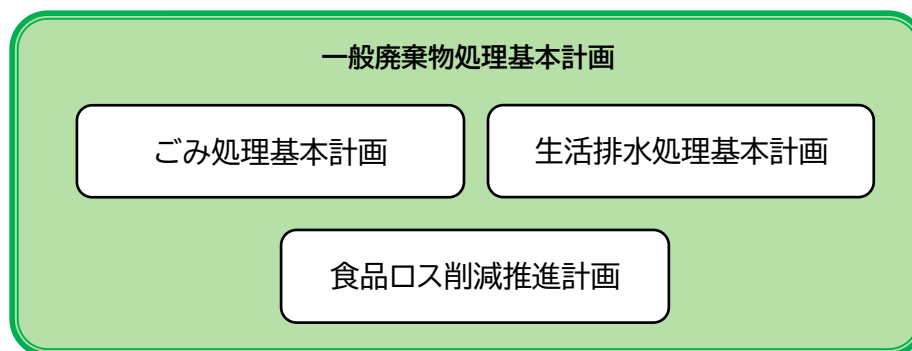 一般廃棄物処理基本計画
ごみ処理基本計画
生活排水処理基本計画
食品ロス削減推進計画